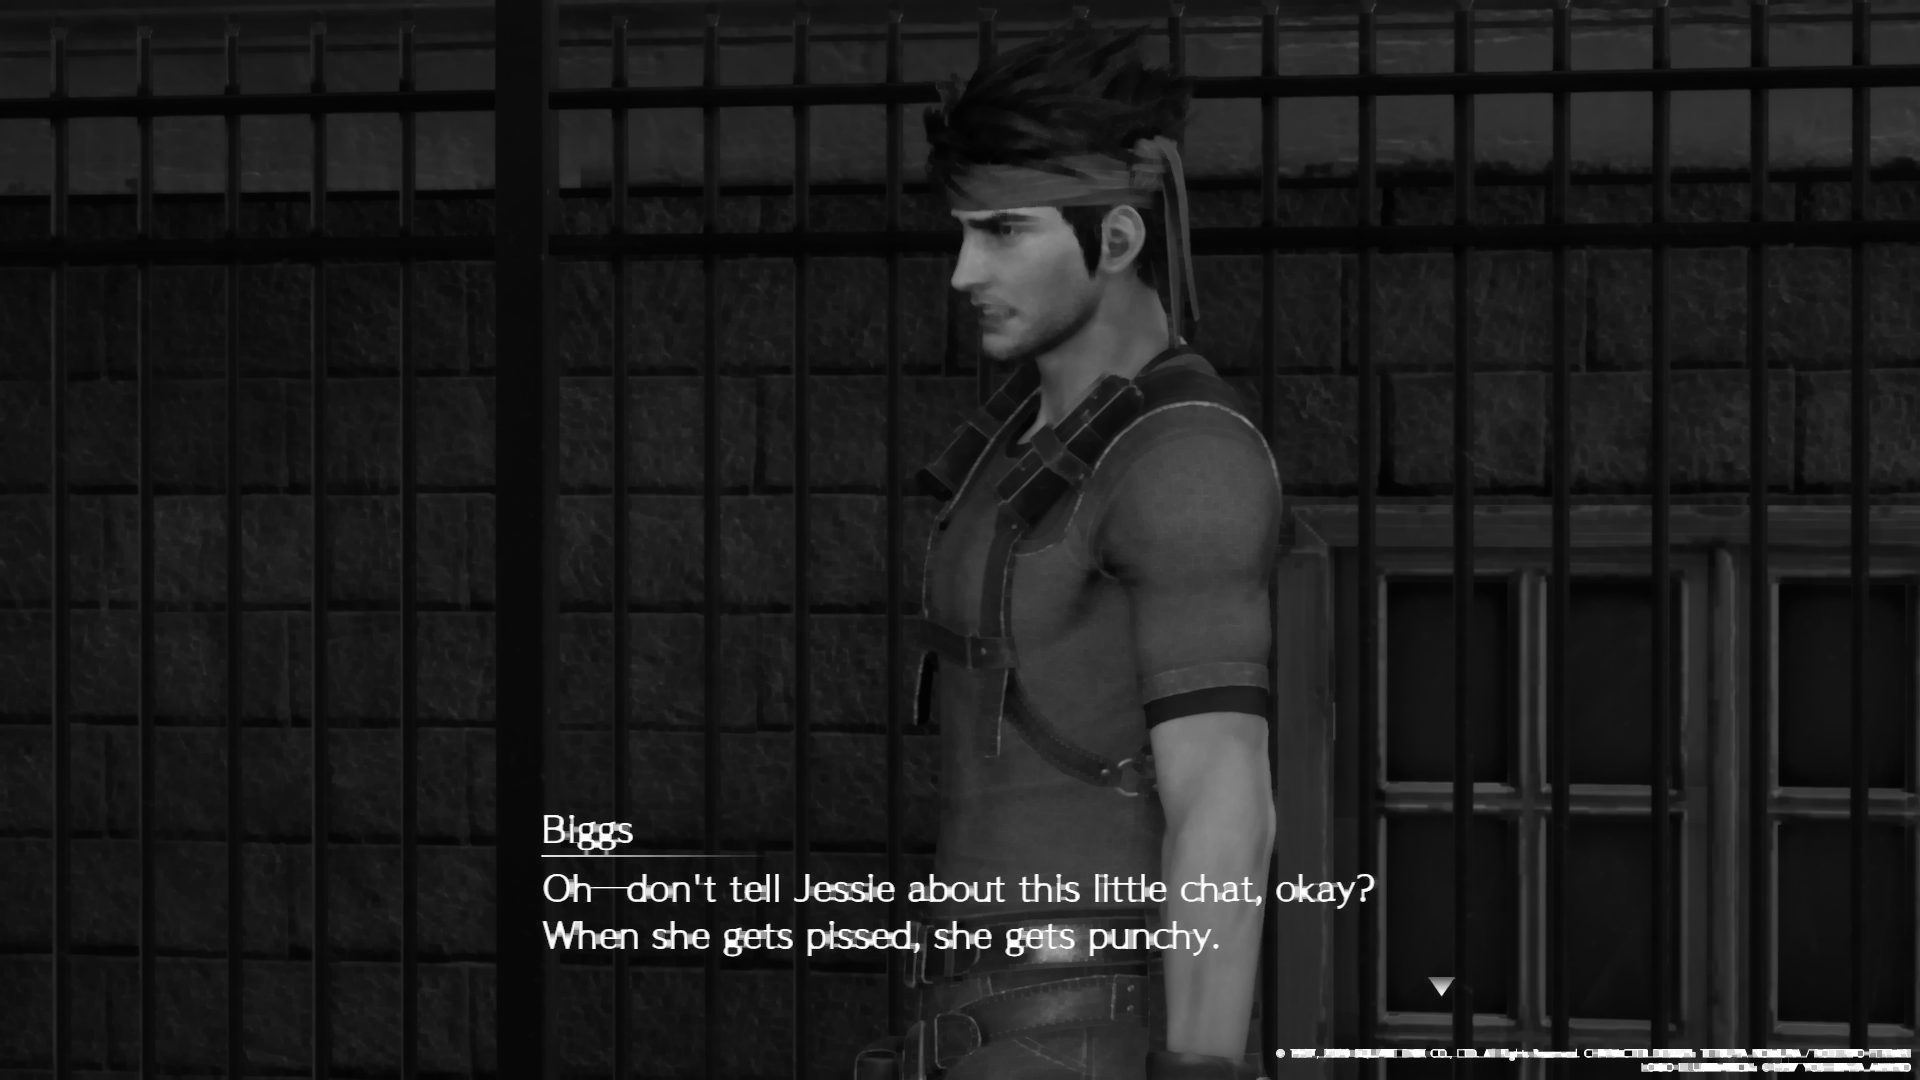 Biggs
Oh—don't tell Jessie about this little chat, okay?
When she gets pissed, she gets punchy.